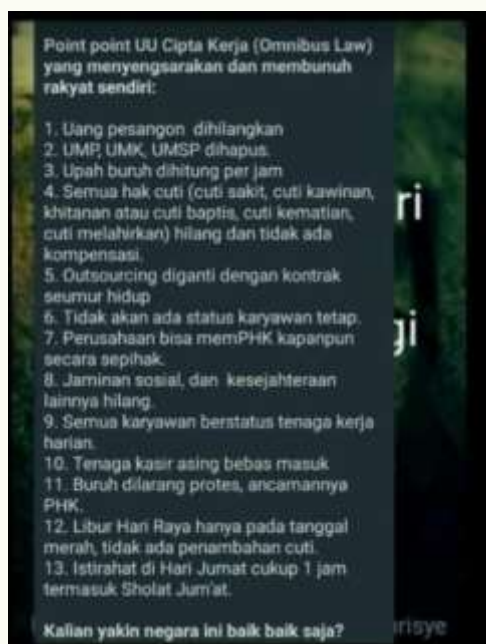 Point point UU Cipta Kerja (Omnibus Law)
yang menyengsarakan dan membunuh
rakyat sendiri:
1. Uang pesangon dihilangkan
2. UMP, UMK, UMSP dihapus.
3. Upah buruh dihitung per jam
4. Semua hak cuti (cuti sakit, cuti kawinan,
khitanan atau cuti baptis, cuti kematian,
cuti melahirkan) hilang dan tidak ada
kompensasi.
5. Outsourcing diganti dengan kontrak
seumur hidup
6. Tidak akan ada status karyawan tetap.
7. Perusahaan bisa memPHK kapanpun
secara sepihak.
8. Jaminan sosial, dan kesejahteraan
lainnya hilang.
9. Semua karyawan berstatus tenaga kerja
harian.
10. Tenaga kasir asing bebas masuk
11. Buruh dilarang protes, ancamannya
PHK.
12. Libur Hari Raya hanya pada tanggal
merah, tidak ada penambahan cuti.
13. Istirahat di Hari Jumat cukup 1 jam
termasuk Sholat Jum'at.
Kalian yakin negara ini baik baik saja?
ri
gi
risye